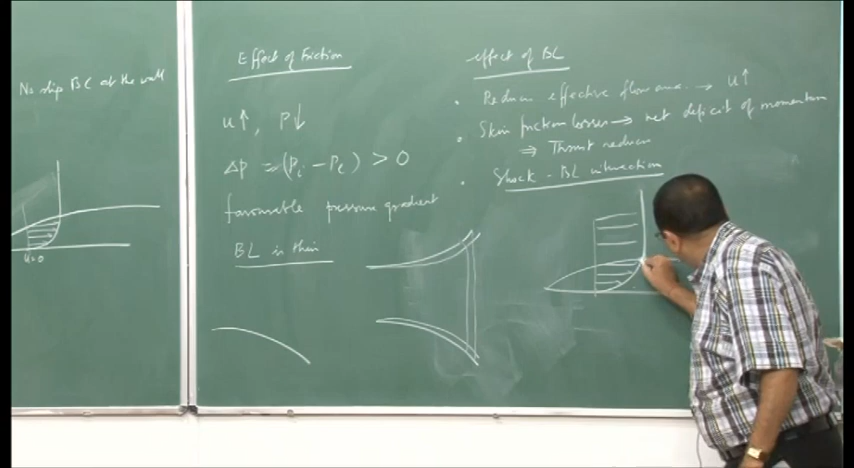 No slip BC at the wall
u=0
Effect of Friction
u↑, P↓
Δp = (Pi - Pe) > 0
favourable pressure gradient
BL is thin
effect of BL
· Reduces effective flow area → u↑
· Skin friction losses → net deficit of momentum
⇒ Thrust reduces
· Shock - BL interaction